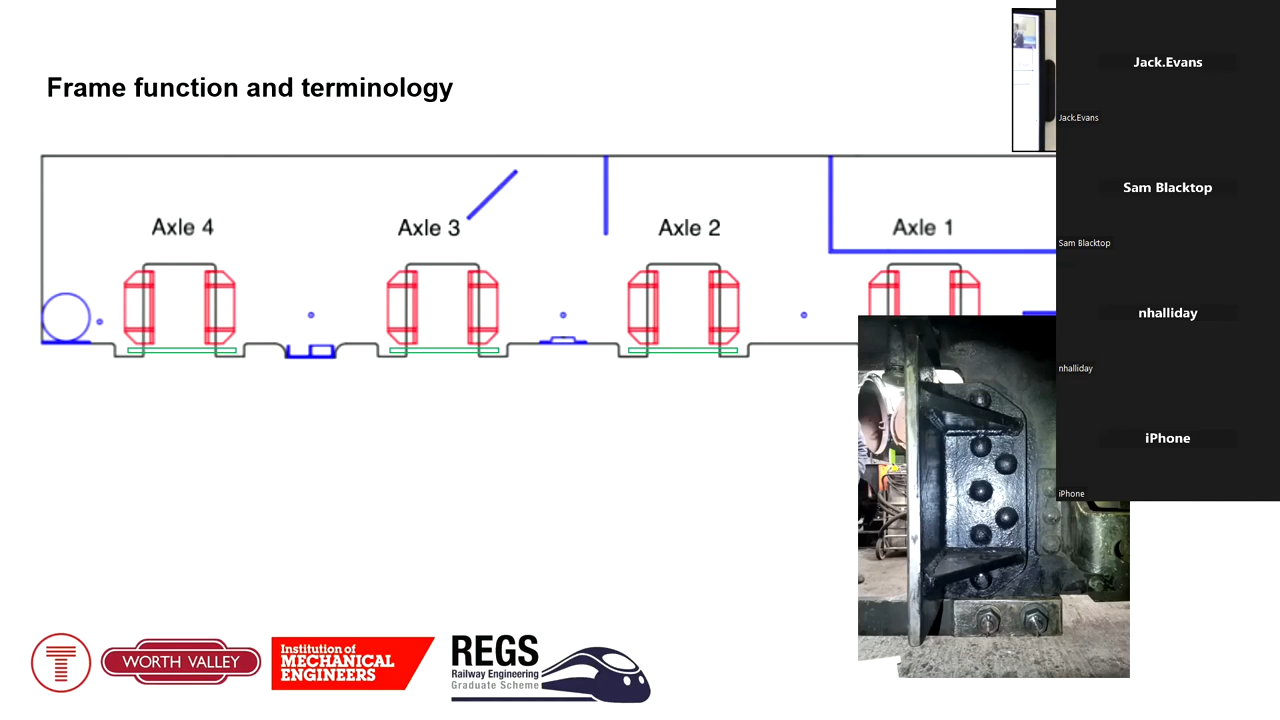 Frame function and terminology
Axle 4
Axle 3
Axle 2
Axle 1
Jack.Evans
Jack.Evans
Sam Blacktop
Sam Blacktop
nhalliday
nhalliday
iPhone
iPhone
WORTH VALLEY
Institution of
MECHANICAL
ENGINEERS
REGS
Railway Engineering
Graduate Scheme